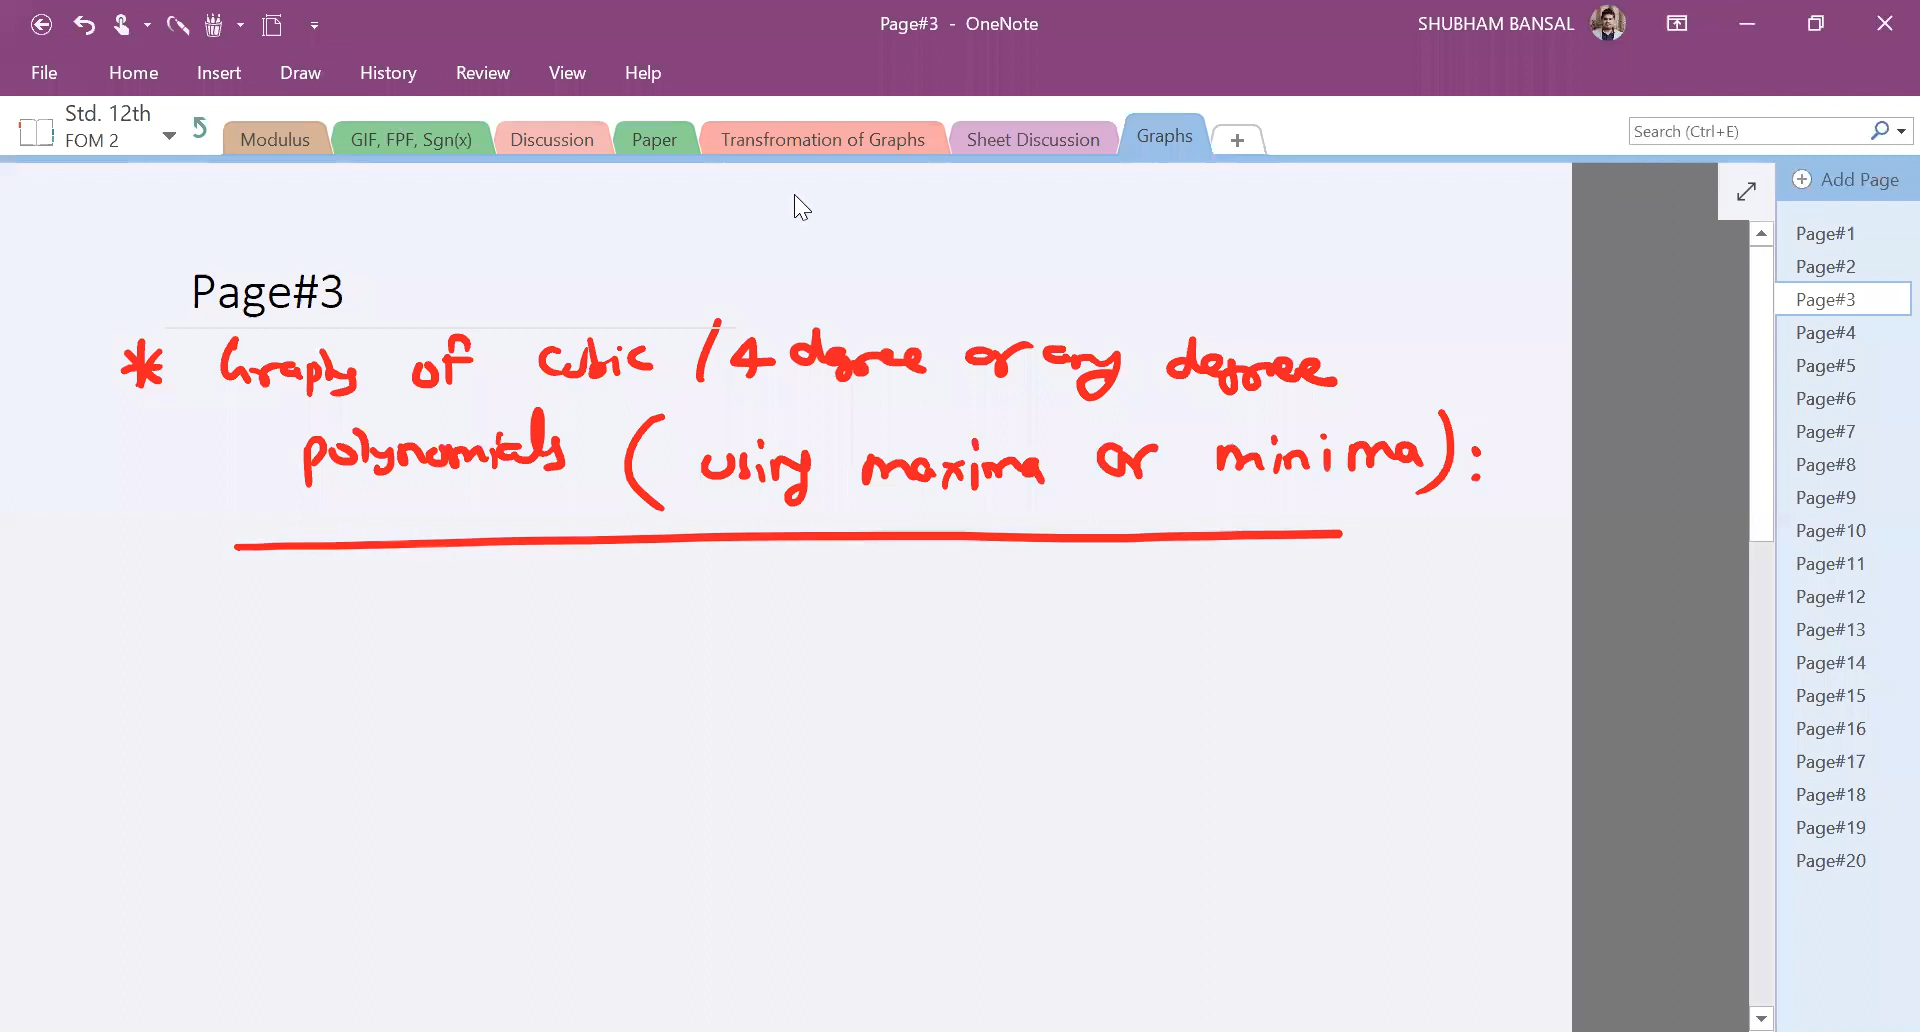 Page#3 - OneNote
SHUBHAM BANSAL
File Home Insert Draw History Review View Help
Std. 12th
FOM 2
Modulus GIF, FPF, Sgn(x) Discussion Paper Transfromation of Graphs Sheet Discussion Graphs +
Search (Ctrl+E)
Add Page
Page#3
* Graphs of cubic / 4 degree or any degree
polynomials ( using maxima or minima ) :
Page#1
Page#2
Page#3
Page#4
Page#5
Page#6
Page#7
Page#8
Page#9
Page#10
Page#11
Page#12
Page#13
Page#14
Page#15
Page#16
Page#17
Page#18
Page#19
Page#20